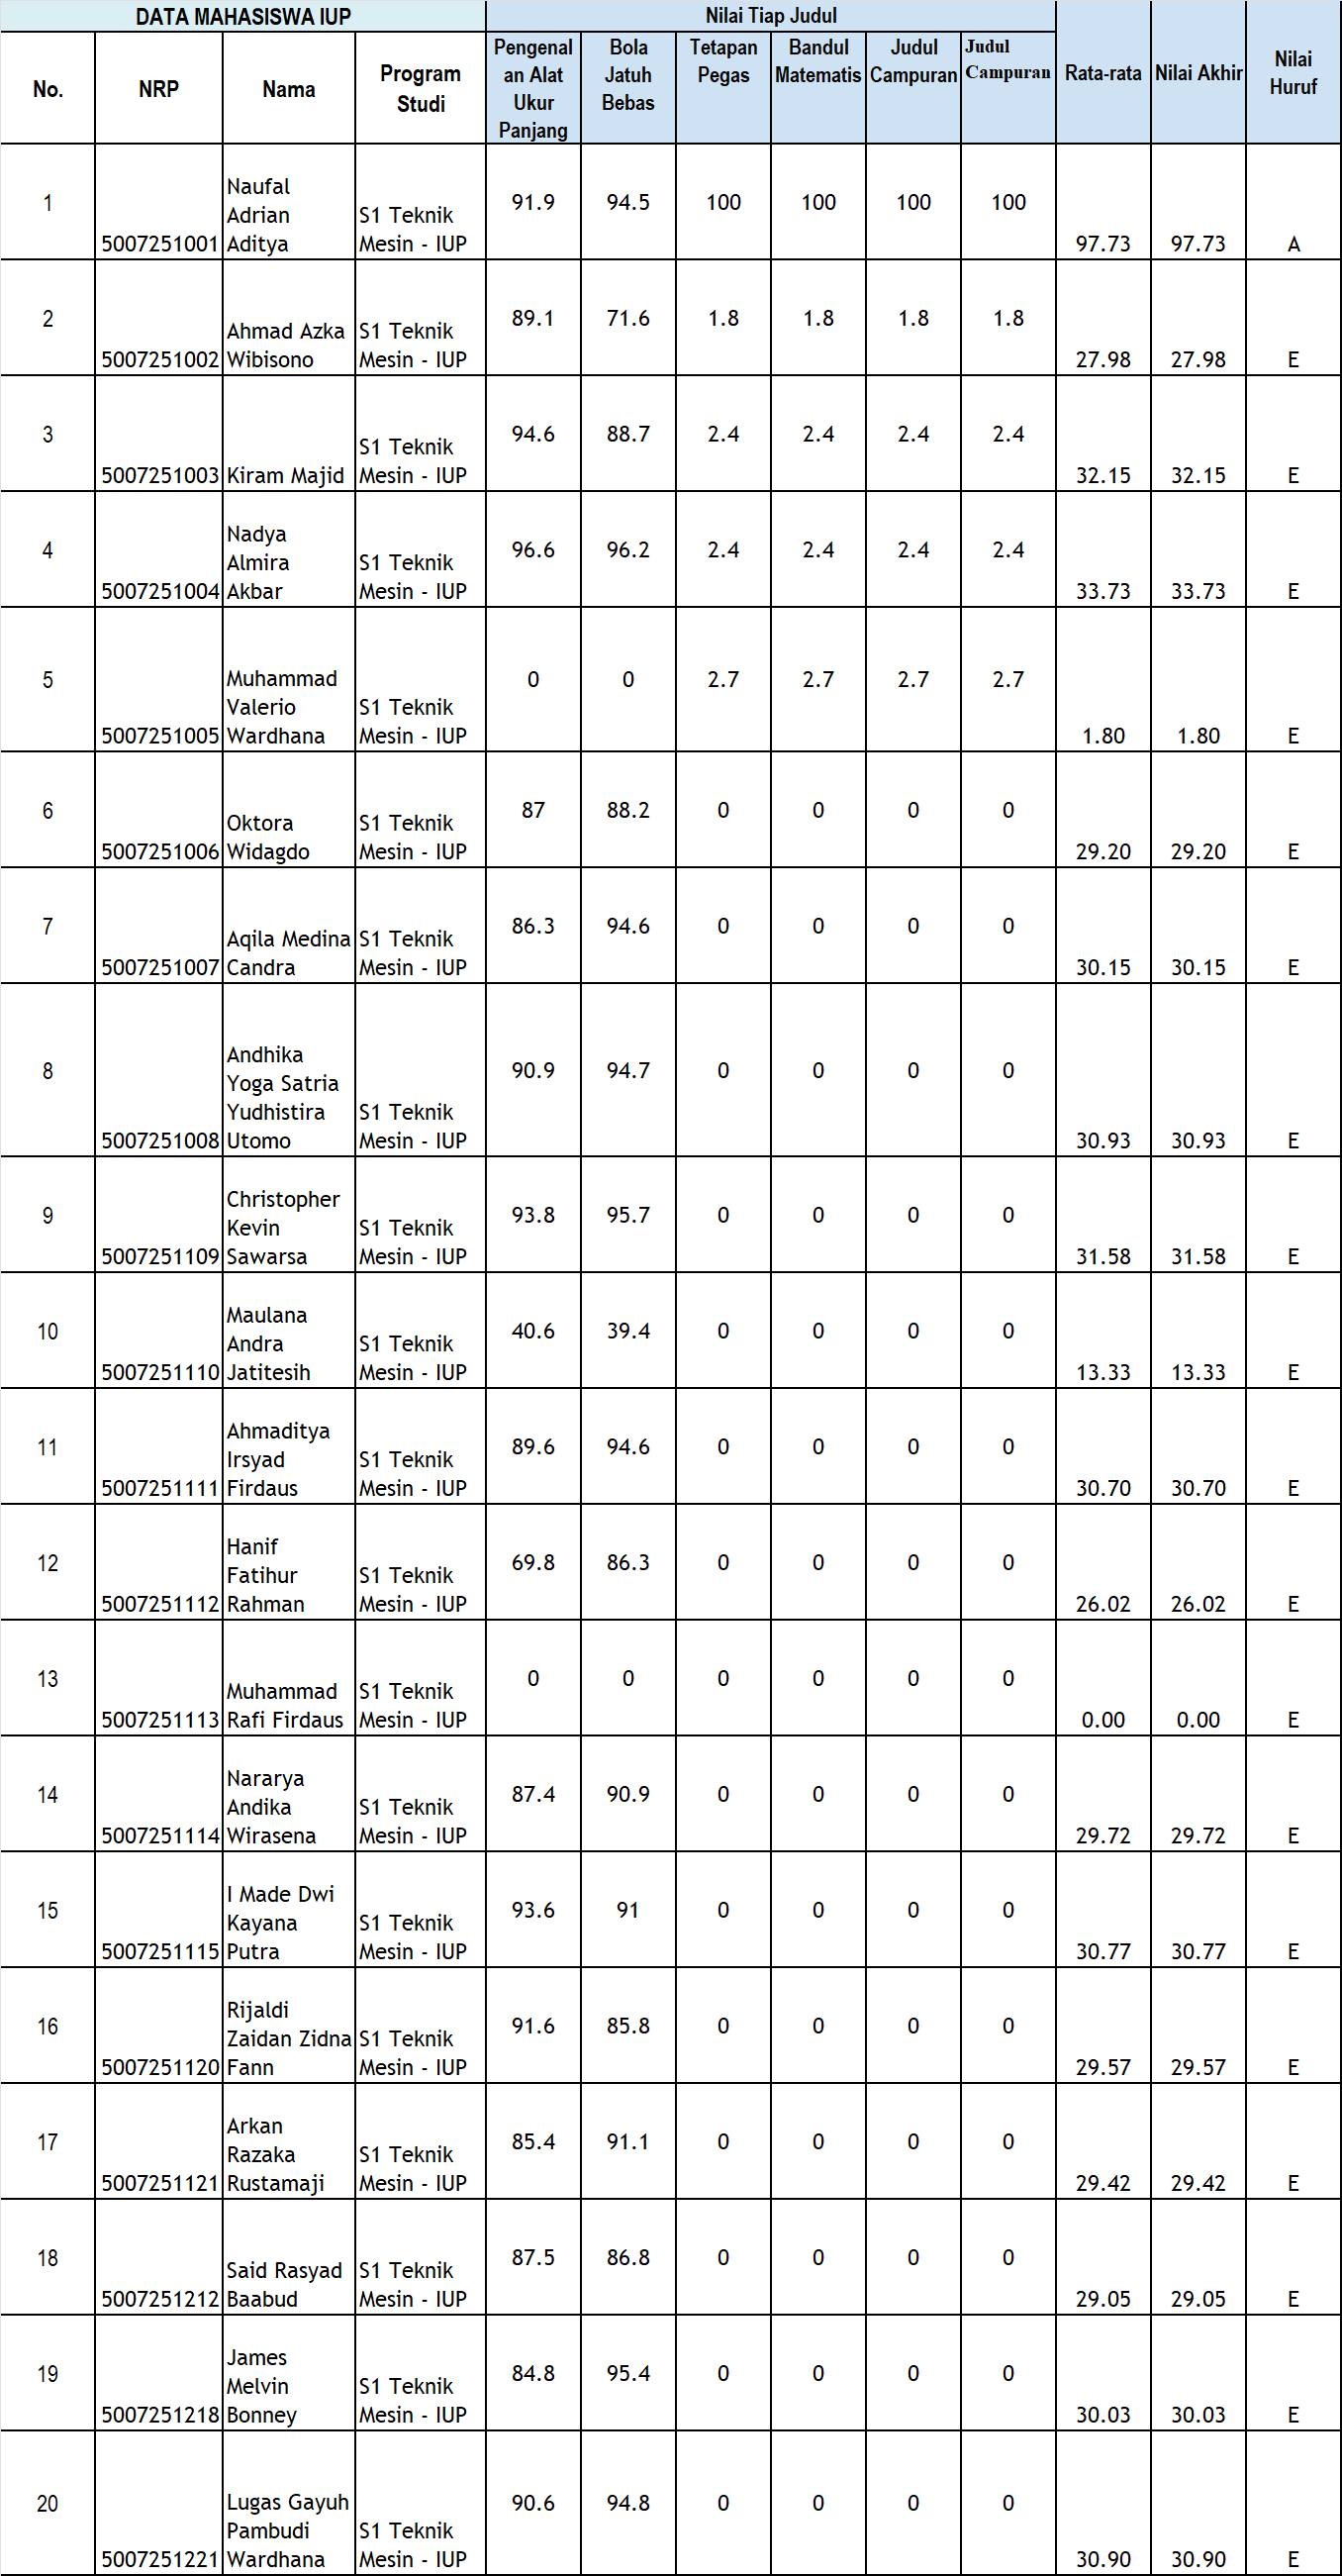 DATA MAHASISWA IUP Nilai Tiap Judul
No. NRP Nama Program Studi Pengenalan Alat Ukur Panjang Bola Jatuh Bebas Tetapan Pegas Bandul Matematis Judul Campuran Judul Campuran Rata-rata Nilai Akhir Nilai Huruf
1 5007251001 Naufal Adrian Aditya S1 Teknik Mesin - IUP 91.9 94.5 100 100 100 100 97.73 97.73 A
2 5007251002 Ahmad Azka Wibisono S1 Teknik Mesin - IUP 89.1 71.6 1.8 1.8 1.8 1.8 27.98 27.98 E
3 5007251003 Kiram Majid S1 Teknik Mesin - IUP 94.6 88.7 2.4 2.4 2.4 2.4 32.15 32.15 E
4 5007251004 Nadya Almira Akbar S1 Teknik Mesin - IUP 96.6 96.2 2.4 2.4 2.4 2.4 33.73 33.73 E
5 5007251005 Muhammad Valerio Wardhana S1 Teknik Mesin - IUP 0 0 2.7 2.7 2.7 2.7 1.80 1.80 E
6 5007251006 Oktora Widagdo S1 Teknik Mesin - IUP 87 88.2 0 0 0 0 29.20 29.20 E
7 5007251007 Aqila Medina Candra S1 Teknik Mesin - IUP 86.3 94.6 0 0 0 0 30.15 30.15 E
8 5007251008 Andhika Yoga Satria Yudhistira Utomo S1 Teknik Mesin - IUP 90.9 94.7 0 0 0 0 30.93 30.93 E
9 5007251109 Christopher Kevin Sawarsa S1 Teknik Mesin - IUP 93.8 95.7 0 0 0 0 31.58 31.58 E
10 5007251110 Maulana Andra Jatitesih S1 Teknik Mesin - IUP 40.6 39.4 0 0 0 0 13.33 13.33 E
11 5007251111 Ahmaditya Irsyad Firdaus S1 Teknik Mesin - IUP 89.6 94.6 0 0 0 0 30.70 30.70 E
12 5007251112 Hanif Fatihur Rahman S1 Teknik Mesin - IUP 69.8 86.3 0 0 0 0 26.02 26.02 E
13 5007251113 Muhammad Rafi Firdaus S1 Teknik Mesin - IUP 0 0 0 0 0 0 0.00 0.00 E
14 5007251114 Nararya Andika Wirasena S1 Teknik Mesin - IUP 87.4 90.9 0 0 0 0 29.72 29.72 E
15 5007251115 I Made Dwi Kayana Putra S1 Teknik Mesin - IUP 93.6 91 0 0 0 0 30.77 30.77 E
16 5007251120 Rijaldi Zaidan Zidna Fann S1 Teknik Mesin - IUP 91.6 85.8 0 0 0 0 29.57 29.57 E
17 5007251121 Arkan Razaka Rustamaji S1 Teknik Mesin - IUP 85.4 91.1 0 0 0 0 29.42 29.42 E
18 5007251212 Said Rasyad Baabud S1 Teknik Mesin - IUP 87.5 86.8 0 0 0 0 29.05 29.05 E
19 5007251218 James Melvin Bonney S1 Teknik Mesin - IUP 84.8 95.4 0 0 0 0 30.03 30.03 E
20 5007251221 Lugas Gayuh Pambudi Wardhana S1 Teknik Mesin - IUP 90.6 94.8 0 0 0 0 30.90 30.90 E